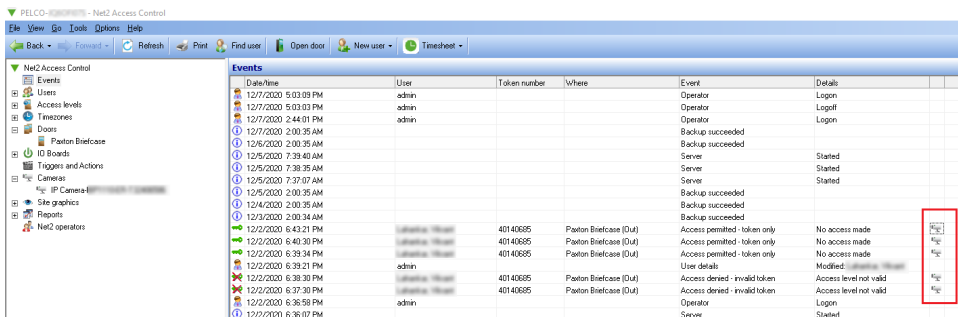 PELCO- - Net2 Access Control
File View Go Tools Options Help
Back Forward Refresh Print Find user Open door New user Timesheet
Net2 Access Control
Events
Users
Access levels
Timezones
Doors
Paxton Briefcase
IO Boards
Triggers and Actions
Cameras
IP Camera-
Site graphics
Reports
Net2 operators
Events
Date/time User Token number Where Event Details
12/7/2020 5:03:09 PM admin Operator Logon
12/7/2020 5:03:03 PM admin Operator Logoff
12/7/2020 2:44:01 PM admin Operator Logon
12/7/2020 2:00:35 AM Backup succeeded
12/6/2020 2:00:35 AM Backup succeeded
12/5/2020 7:39:40 AM Server Started
12/5/2020 7:38:35 AM Server Started
12/5/2020 7:37:07 AM Server Started
12/5/2020 2:00:35 AM Backup succeeded
12/4/2020 2:00:35 AM Backup succeeded
12/3/2020 2:00:34 AM Backup succeeded
12/2/2020 6:43:21 PM 40140685 Paxton Briefcase (Out) Access permitted - token only No access made
12/2/2020 6:40:30 PM 40140685 Paxton Briefcase (Out) Access permitted - token only No access made
12/2/2020 6:39:34 PM 40140685 Paxton Briefcase (Out) Access permitted - token only No access made
12/2/2020 6:39:21 PM admin User details Modified:
12/2/2020 6:38:30 PM 40140685 Paxton Briefcase (Out) Access denied - invalid token Access level not valid
12/2/2020 6:37:30 PM 40140685 Paxton Briefcase (Out) Access denied - invalid token Access level not valid
12/2/2020 6:36:58 PM admin Operator Logon
12/2/2020 6:36:07 PM Server Started